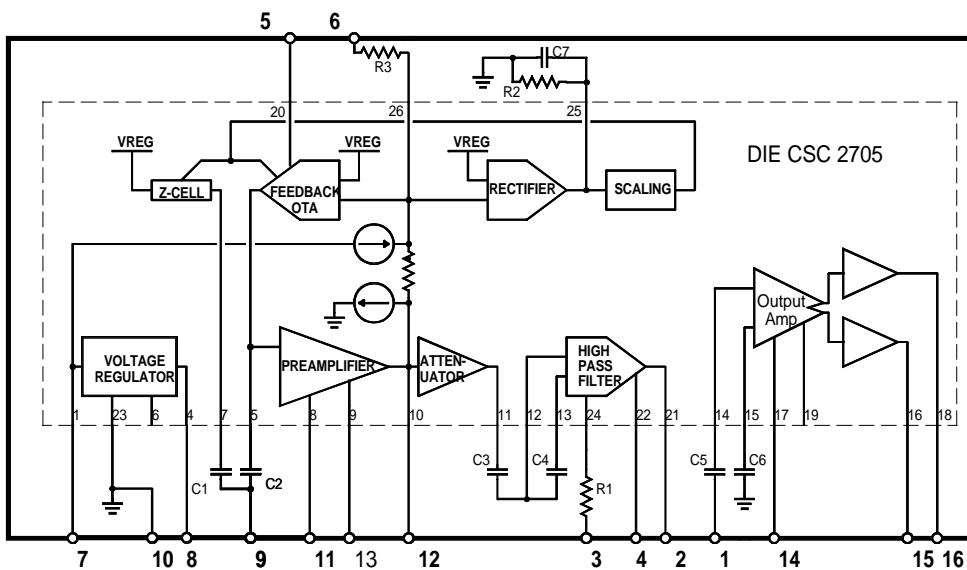 5 6
C7
R3
R2
20 26 25
VREG VREG VREG DIE CSC 2705
Z-CELL FEEDBACK RECTIFIER SCALING
OTA
Output
Amp
VOLTAGE
REGULATOR
PREAMPLIFIER
ATTEN-
UATOR
HIGH
PASS
FILTER
1 23 6 4 7 5 8 9 10 11 12 13 24 22 21 14 15 17 19 16 18
C1 C2 C3 C4 R1 C5 C6
7 10 8 9 11 13 12 3 4 2 1 14 15 16